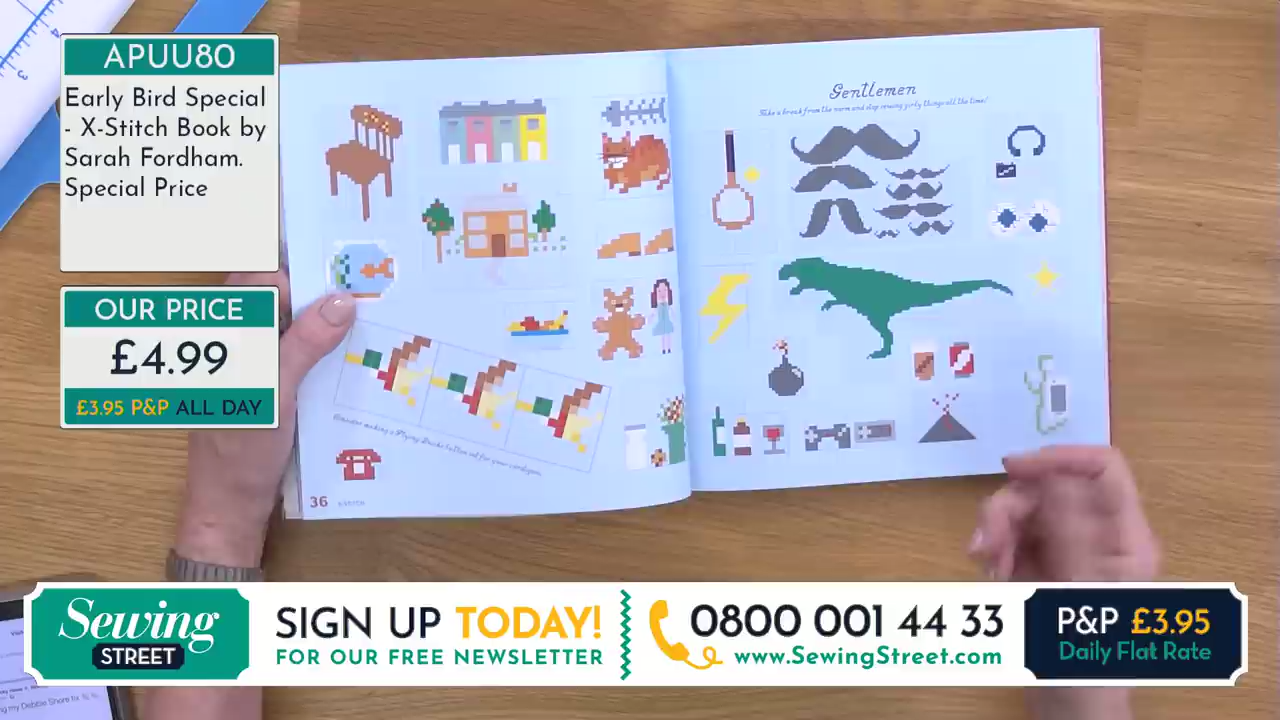 APUU80
Early Bird Special
- X-Stitch Book by
Sarah Fordham.
Special Price
OUR PRICE
£4.99
£3.95 P&P ALL DAY
Gentlemen
36
Sewing
STREET
SIGN UP TODAY!
FOR OUR FREE NEWSLETTER
0800 001 44 33
www.SewingStreet.com
P&P £3.95
Daily Flat Rate